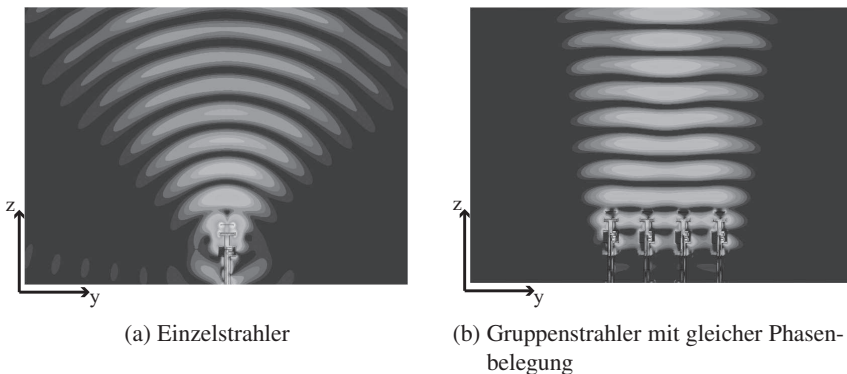 z
y
(a) Einzelstrahler
z
y
(b) Gruppenstrahler mit gleicher Phasen-
belegung